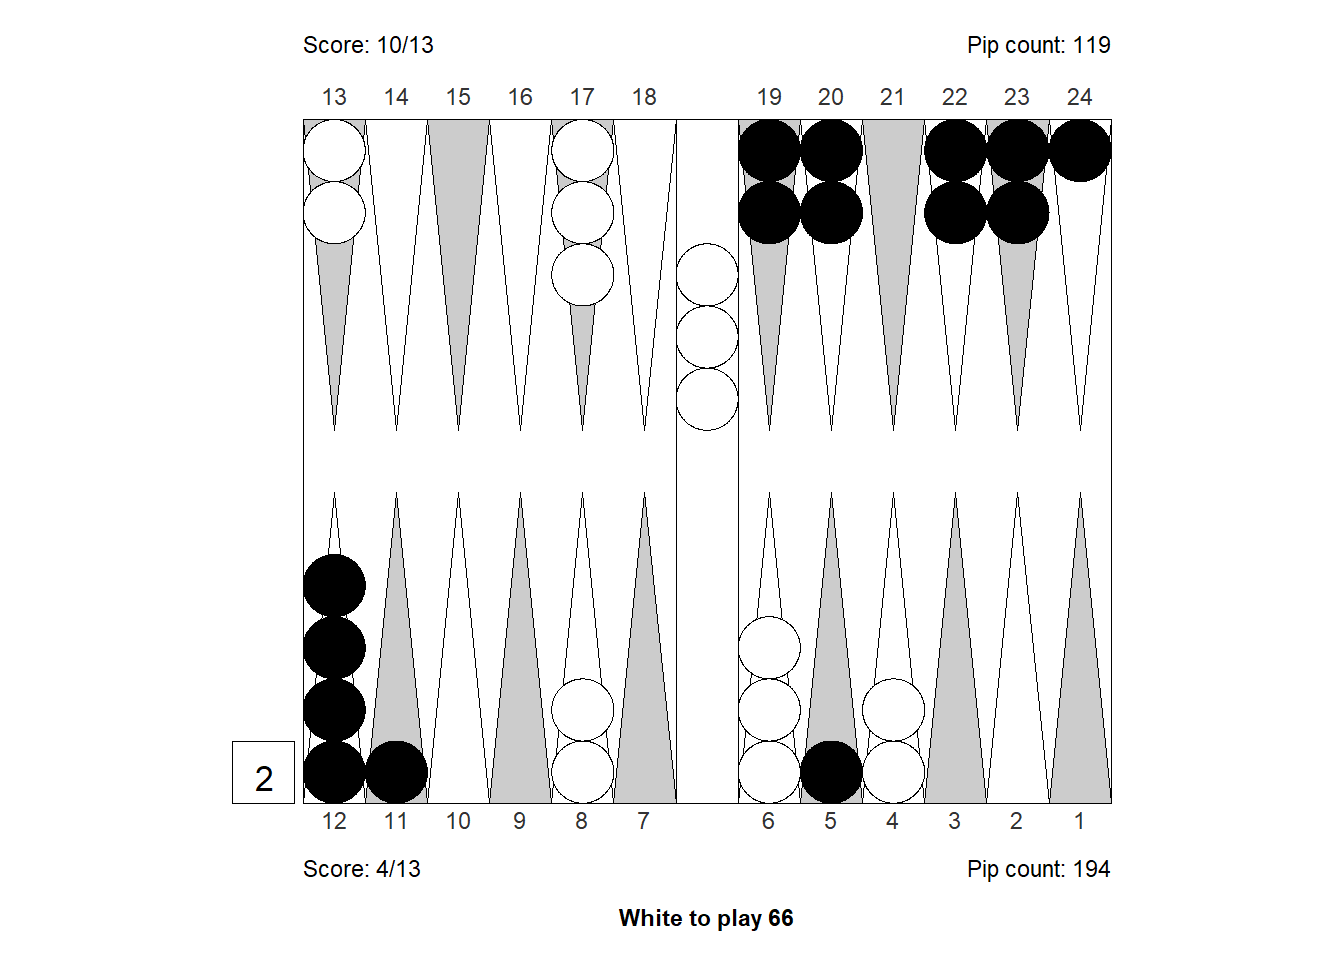 Score: 10/13 Pip count: 119
13 14 15 16 17 18 19 20 21 22 23 24
2
12 11 10 9 8 7 6 5 4 3 2 1
Score: 4/13 Pip count: 194
White to play 66